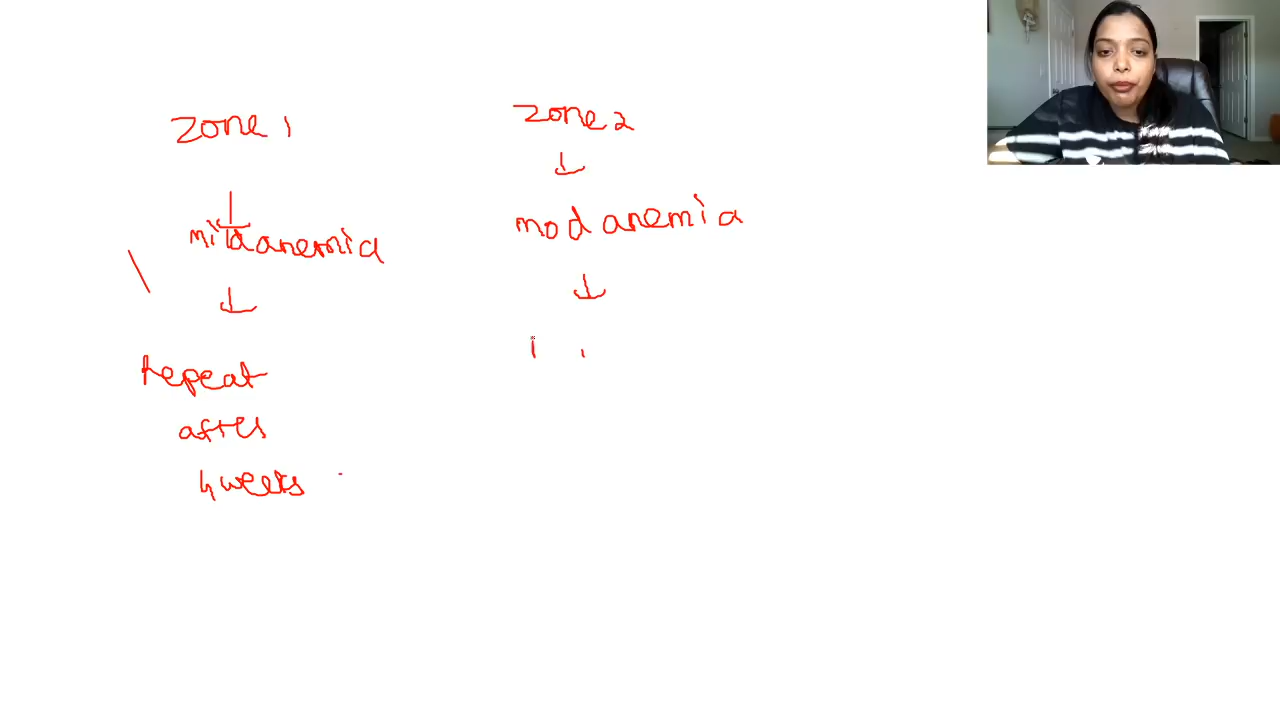 zone 1
mild anemia
repeat
after
4 weeks
zone 2
mod anemia